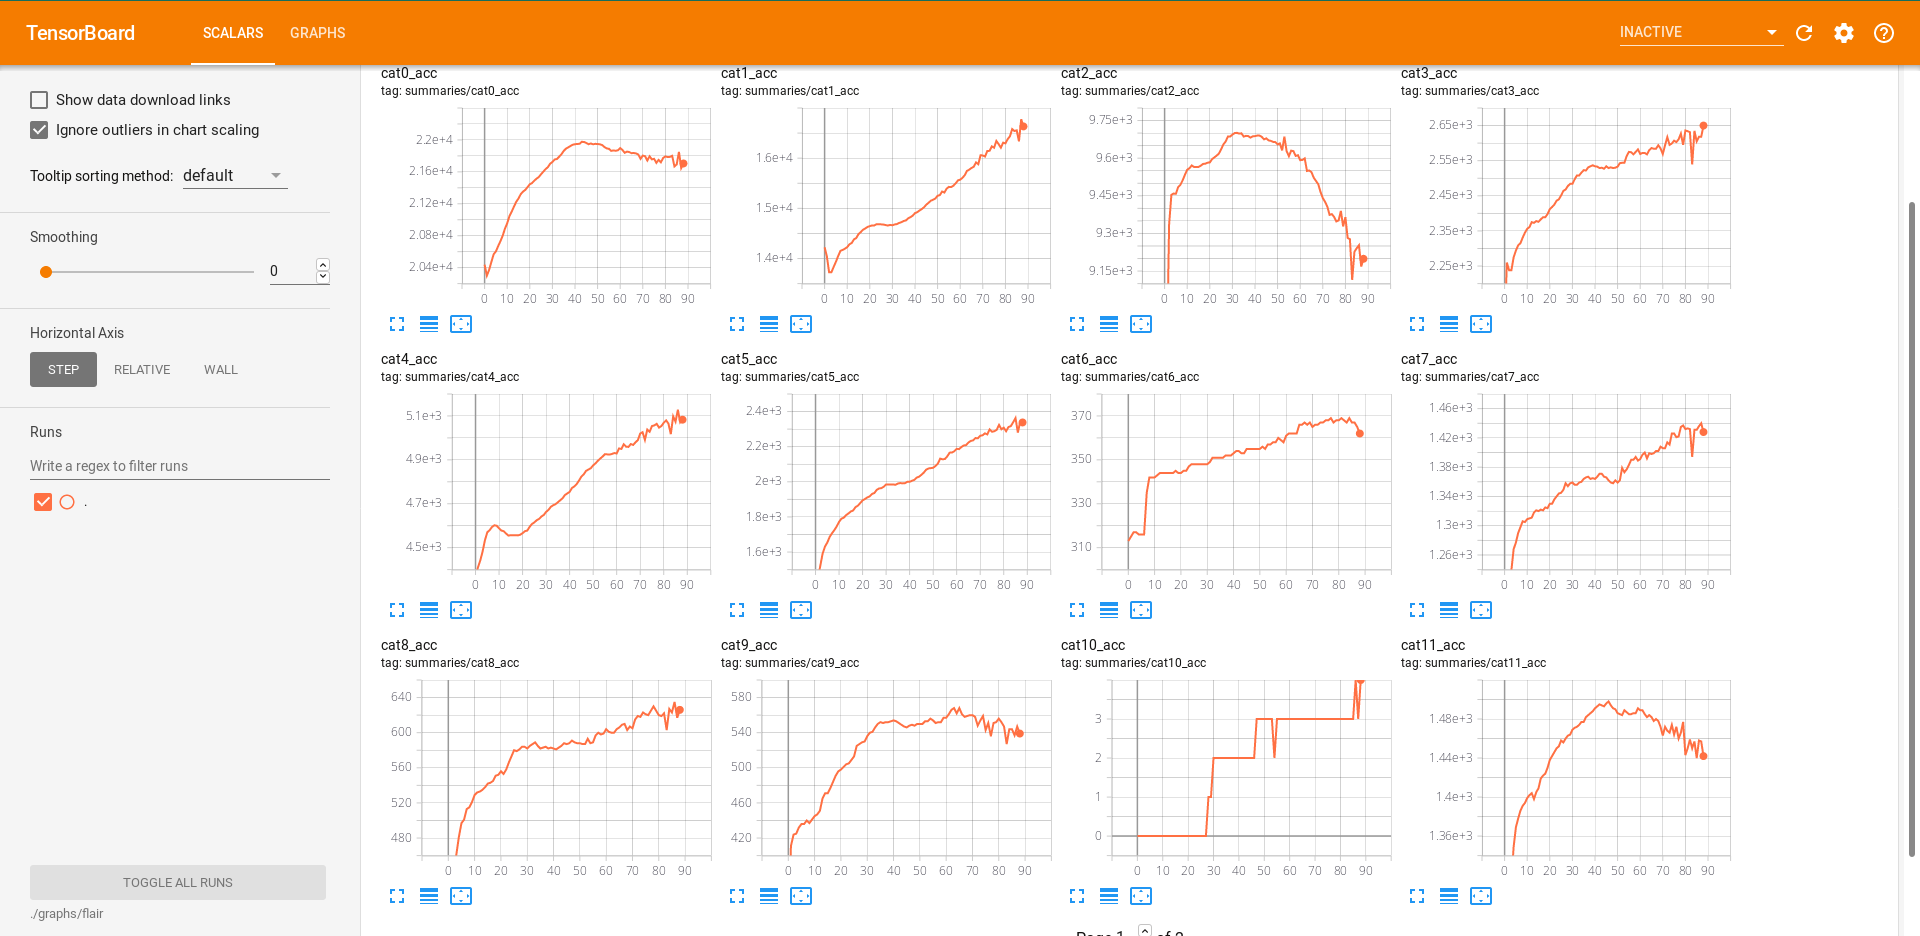 TensorBoard SCALARS GRAPHS INACTIVE
Show data download links
Ignore outliers in chart scaling
Tooltip sorting method: default
Smoothing
0
Horizontal Axis
STEP RELATIVE WALL
Runs
Write a regex to filter runs
.
TOGGLE ALL RUNS
./graphs/flair
cat0_acc
tag: summaries/cat0_acc
2.2e+4
2.16e+4
2.12e+4
2.08e+4
2.04e+4
0 10 20 30 40 50 60 70 80 90
cat1_acc
tag: summaries/cat1_acc
1.6e+4
1.5e+4
1.4e+4
0 10 20 30 40 50 60 70 80 90
cat2_acc
tag: summaries/cat2_acc
9.75e+3
9.6e+3
9.45e+3
9.3e+3
9.15e+3
0 10 20 30 40 50 60 70 80 90
cat3_acc
tag: summaries/cat3_acc
2.65e+3
2.55e+3
2.45e+3
2.35e+3
2.25e+3
0 10 20 30 40 50 60 70 80 90
cat4_acc
tag: summaries/cat4_acc
5.1e+3
4.9e+3
4.7e+3
4.5e+3
0 10 20 30 40 50 60 70 80 90
cat5_acc
tag: summaries/cat5_acc
2.4e+3
2.2e+3
2e+3
1.8e+3
1.6e+3
0 10 20 30 40 50 60 70 80 90
cat6_acc
tag: summaries/cat6_acc
370
350
330
310
0 10 20 30 40 50 60 70 80 90
cat7_acc
tag: summaries/cat7_acc
1.46e+3
1.42e+3
1.38e+3
1.34e+3
1.3e+3
1.26e+3
0 10 20 30 40 50 60 70 80 90
cat8_acc
tag: summaries/cat8_acc
640
600
560
520
480
0 10 20 30 40 50 60 70 80 90
cat9_acc
tag: summaries/cat9_acc
580
540
500
460
420
0 10 20 30 40 50 60 70 80 90
cat10_acc
tag: summaries/cat10_acc
3
2
1
0
0 10 20 30 40 50 60 70 80 90
cat11_acc
tag: summaries/cat11_acc
1.48e+3
1.44e+3
1.4e+3
1.36e+3
0 10 20 30 40 50 60 70 80 90
Page 1 of 2